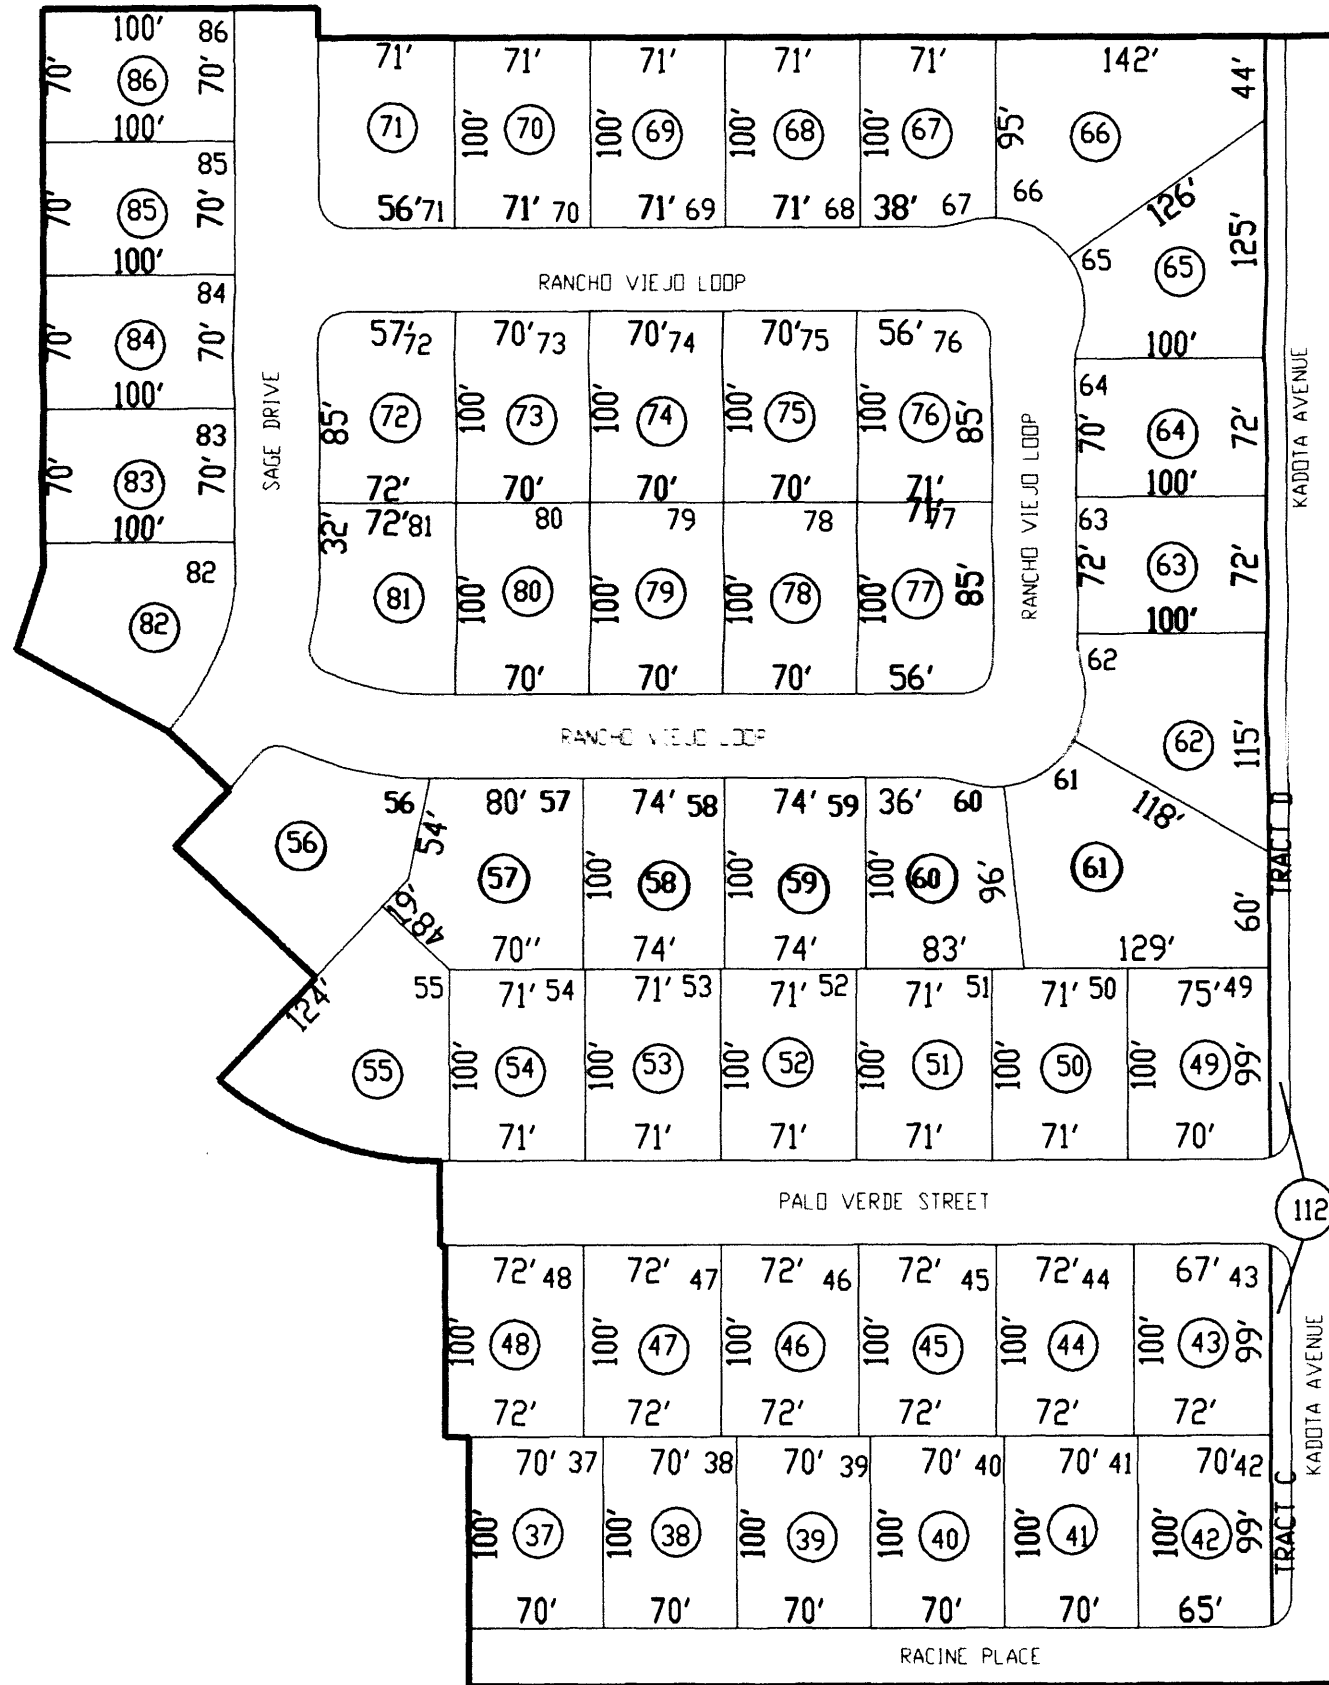 100' 86
70' 86 70'
100'
85
70' 85 70'
100'
84
70' 84 70'
100'
83
70' 83 70'
100'
82
82
SAGE DRIVE
71' 71' 71' 71' 71' 142' 44'
71 100' 70 100' 69 100' 68 100' 67 95' 66
56' 71 71' 70 71' 69 71' 68 38' 67 66
126'
65 65 125'
100'
RANCHO VIEJO LOOP
57' 72 70' 73 70' 74 70' 75 56' 76
85' 72 100' 73 100' 74 100' 75 100' 76 85'
72' 70' 70' 70' 71'
32' 72' 81 80 79 78 71' 77
81 100' 80 100' 79 100' 78 100' 77 85'
70' 70' 70' 56'
RANCHO VIEJO LOOP
64
70' 64 72'
100'
63
72' 63 72'
100'
62
62 115'
KADOTA AVENUE
RANCHO VIEJO LOOP
118'
56 80' 57 74' 58 74' 59 36' 60 61
56 54' 57 100' 58 100' 59 100' 60 96' 61
60'
TRACT D
48' 6'
70'' 74' 74' 83' 129'
124'
55 71' 54 71' 53 71' 52 71' 51 71' 50 75' 49
55 100' 54 100' 53 100' 52 100' 51 100' 50 100' 49 99'
71' 71' 71' 71' 71' 70'
PALO VERDE STREET
112
72' 48 72' 47 72' 46 72' 45 72' 44 67' 43
100' 48 100' 47 100' 46 100' 45 100' 44 100' 43 99'
72' 72' 72' 72' 72' 72'
KADOTA AVENUE
70' 37 70' 38 70' 39 70' 40 70' 41 70' 42
100' 37 100' 38 100' 39 100' 40 100' 41 100' 42 99'
TRACT C
70' 70' 70' 70' 70' 65'
RACINE PLACE